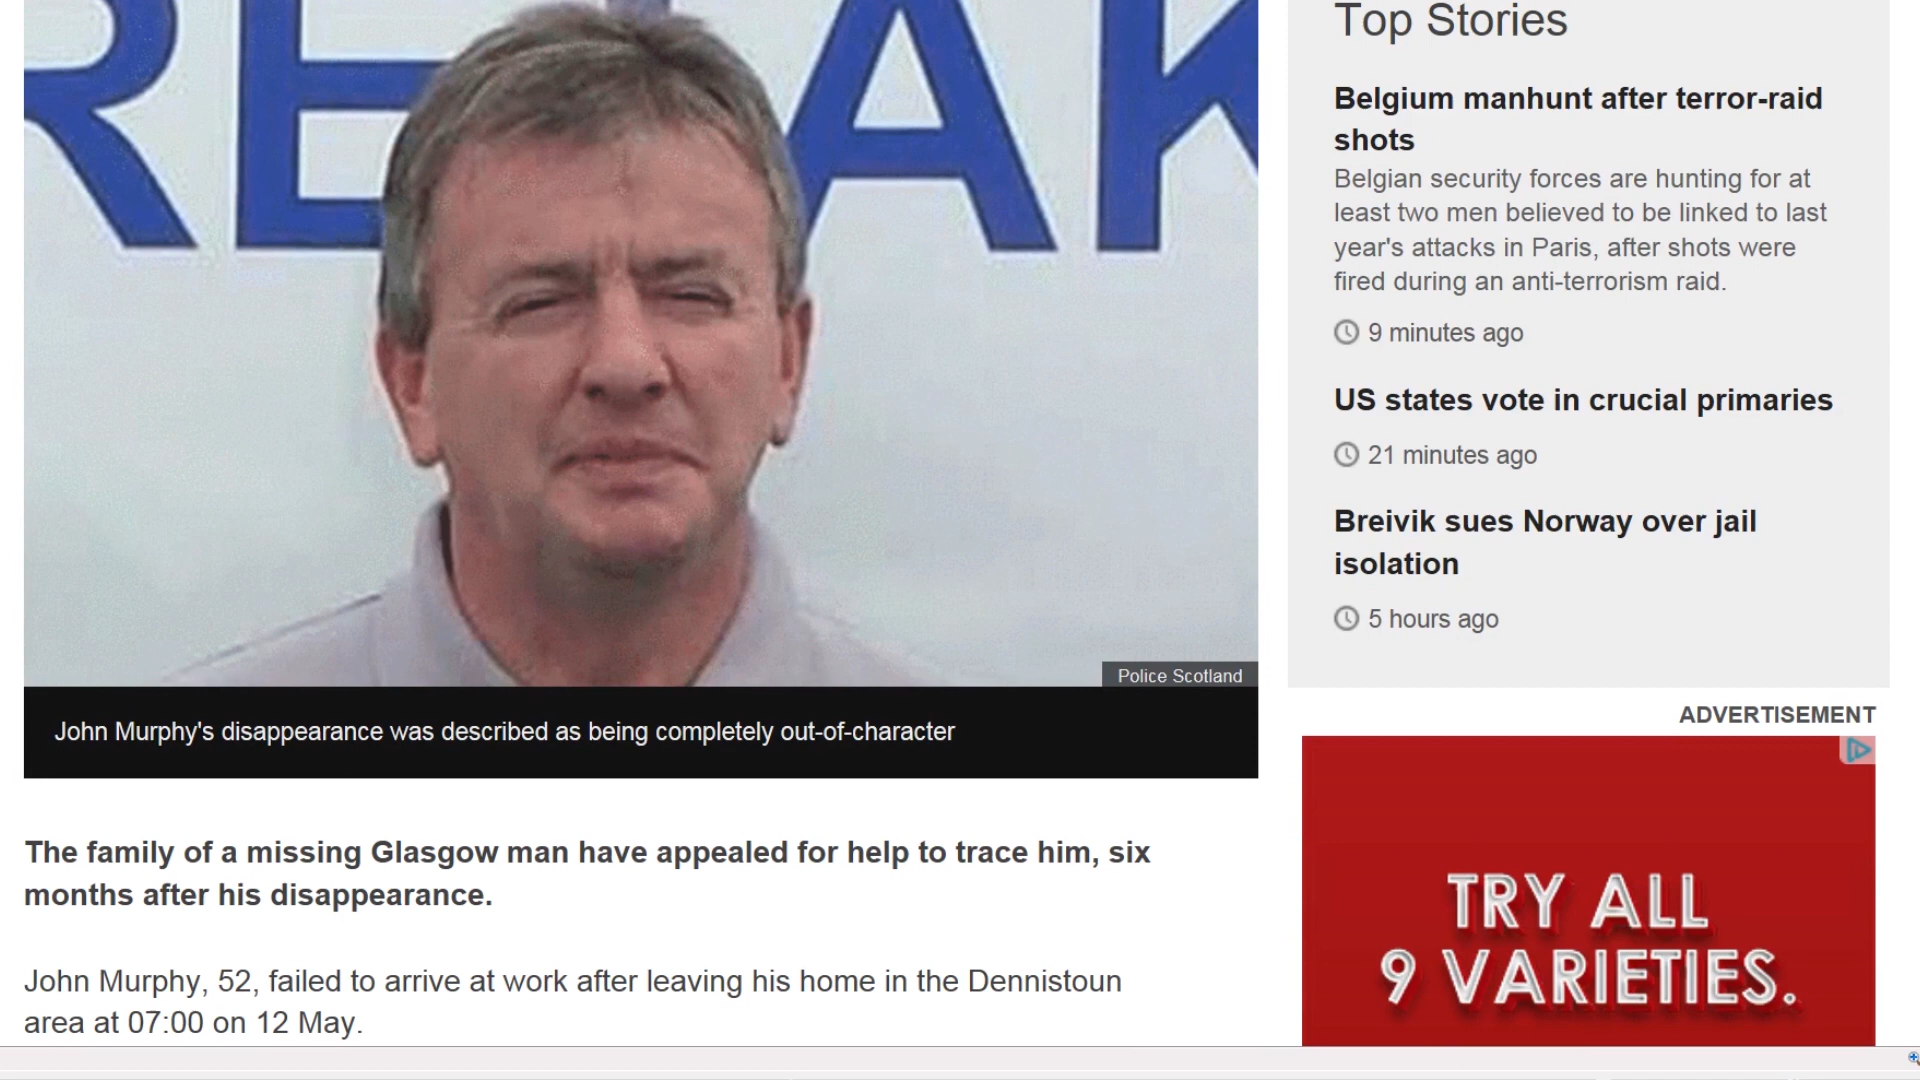 RE AK
Police Scotland
John Murphy's disappearance was described as being completely out-of-character
The family of a missing Glasgow man have appealed for help to trace him, six
months after his disappearance.
John Murphy, 52, failed to arrive at work after leaving his home in the Dennistoun
area at 07:00 on 12 May.
Top Stories
Belgium manhunt after terror-raid
shots
Belgian security forces are hunting for at
least two men believed to be linked to last
year's attacks in Paris, after shots were
fired during an anti-terrorism raid.
9 minutes ago
US states vote in crucial primaries
21 minutes ago
Breivik sues Norway over jail
isolation
5 hours ago
ADVERTISEMENT
TRY ALL
9 VARIETIES.